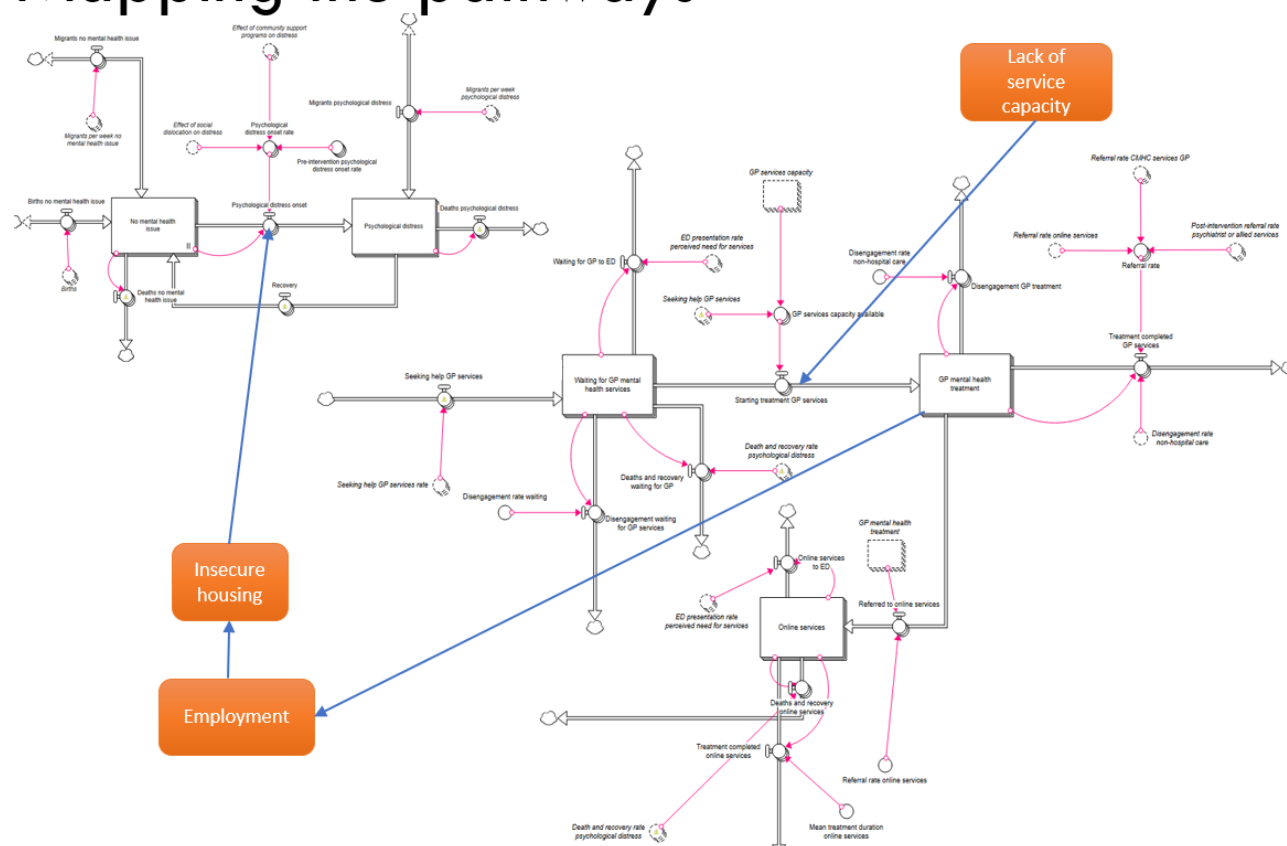 Mapping the pathways
Effect of community support
programs on distress
Migrants no mental health issue
Migrants per week no
mental health issue
Effect of social
dislocation on distress
Psychological
distress onset rate
Pre-intervention psychological
distress onset rate
Migrants psychological distress
Migrants per week
psychological distress
Births no mental health issue
Births
No mental health
issue
Psychological distress onset
Psychological distress
Deaths psychological distress
Deaths no mental
health issue
Recovery
Lack of
service
capacity
GP services capacity
Waiting for GP to ED
ED presentation rate
perceived need for services
Seeking help GP services
GP services capacity available
Disengagement rate
non-hospital care
Disengagement GP treatment
Referral rate CMHC services GP
Referral rate online services
Post-intervention referral rate
psychiatrist or allied services
Referral rate
Treatment completed
GP services
Seeking help GP services
Waiting for GP mental
health services
Starting treatment GP services
GP mental health
treatment
Disengagement rate
non-hospital care
Seeking help GP services rate
Disengagement rate waiting
Disengagement waiting
for GP services
Deaths and recovery
waiting for GP
Death and recovery rate
psychological distress
Insecure
housing
Employment
Online services
to ED
GP mental health
treatment
ED presentation rate
perceived need for services
Online services
Referred to online services
Deaths and recovery
online services
Treatment completed
online services
Referral rate online services
Death and recovery rate
psychological distress
Mean treatment duration
online services